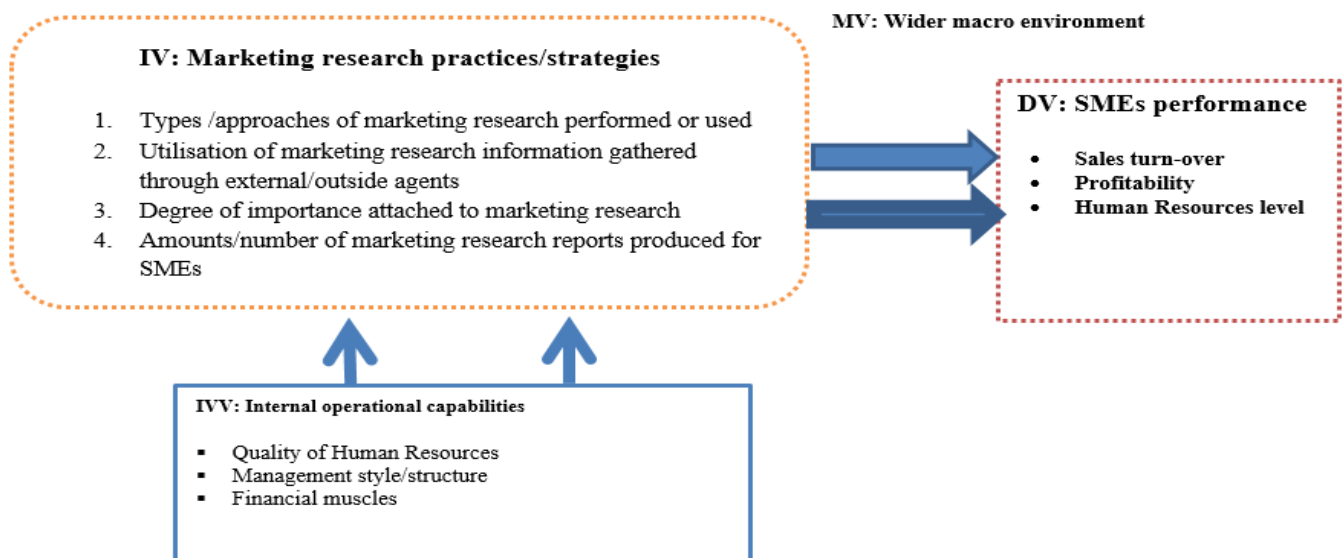 MV: Wider macro environment
IV: Marketing research practices/strategies
1. Types /approaches of marketing research performed or used
2. Utilisation of marketing research information gathered
through external/outside agents
3. Degree of importance attached to marketing research
4. Amounts/number of marketing research reports produced for
SMEs
DV: SMEs performance
• Sales turn-over
• Profitability
• Human Resources level
IVV: Internal operational capabilities
▪ Quality of Human Resources
▪ Management style/structure
▪ Financial muscles